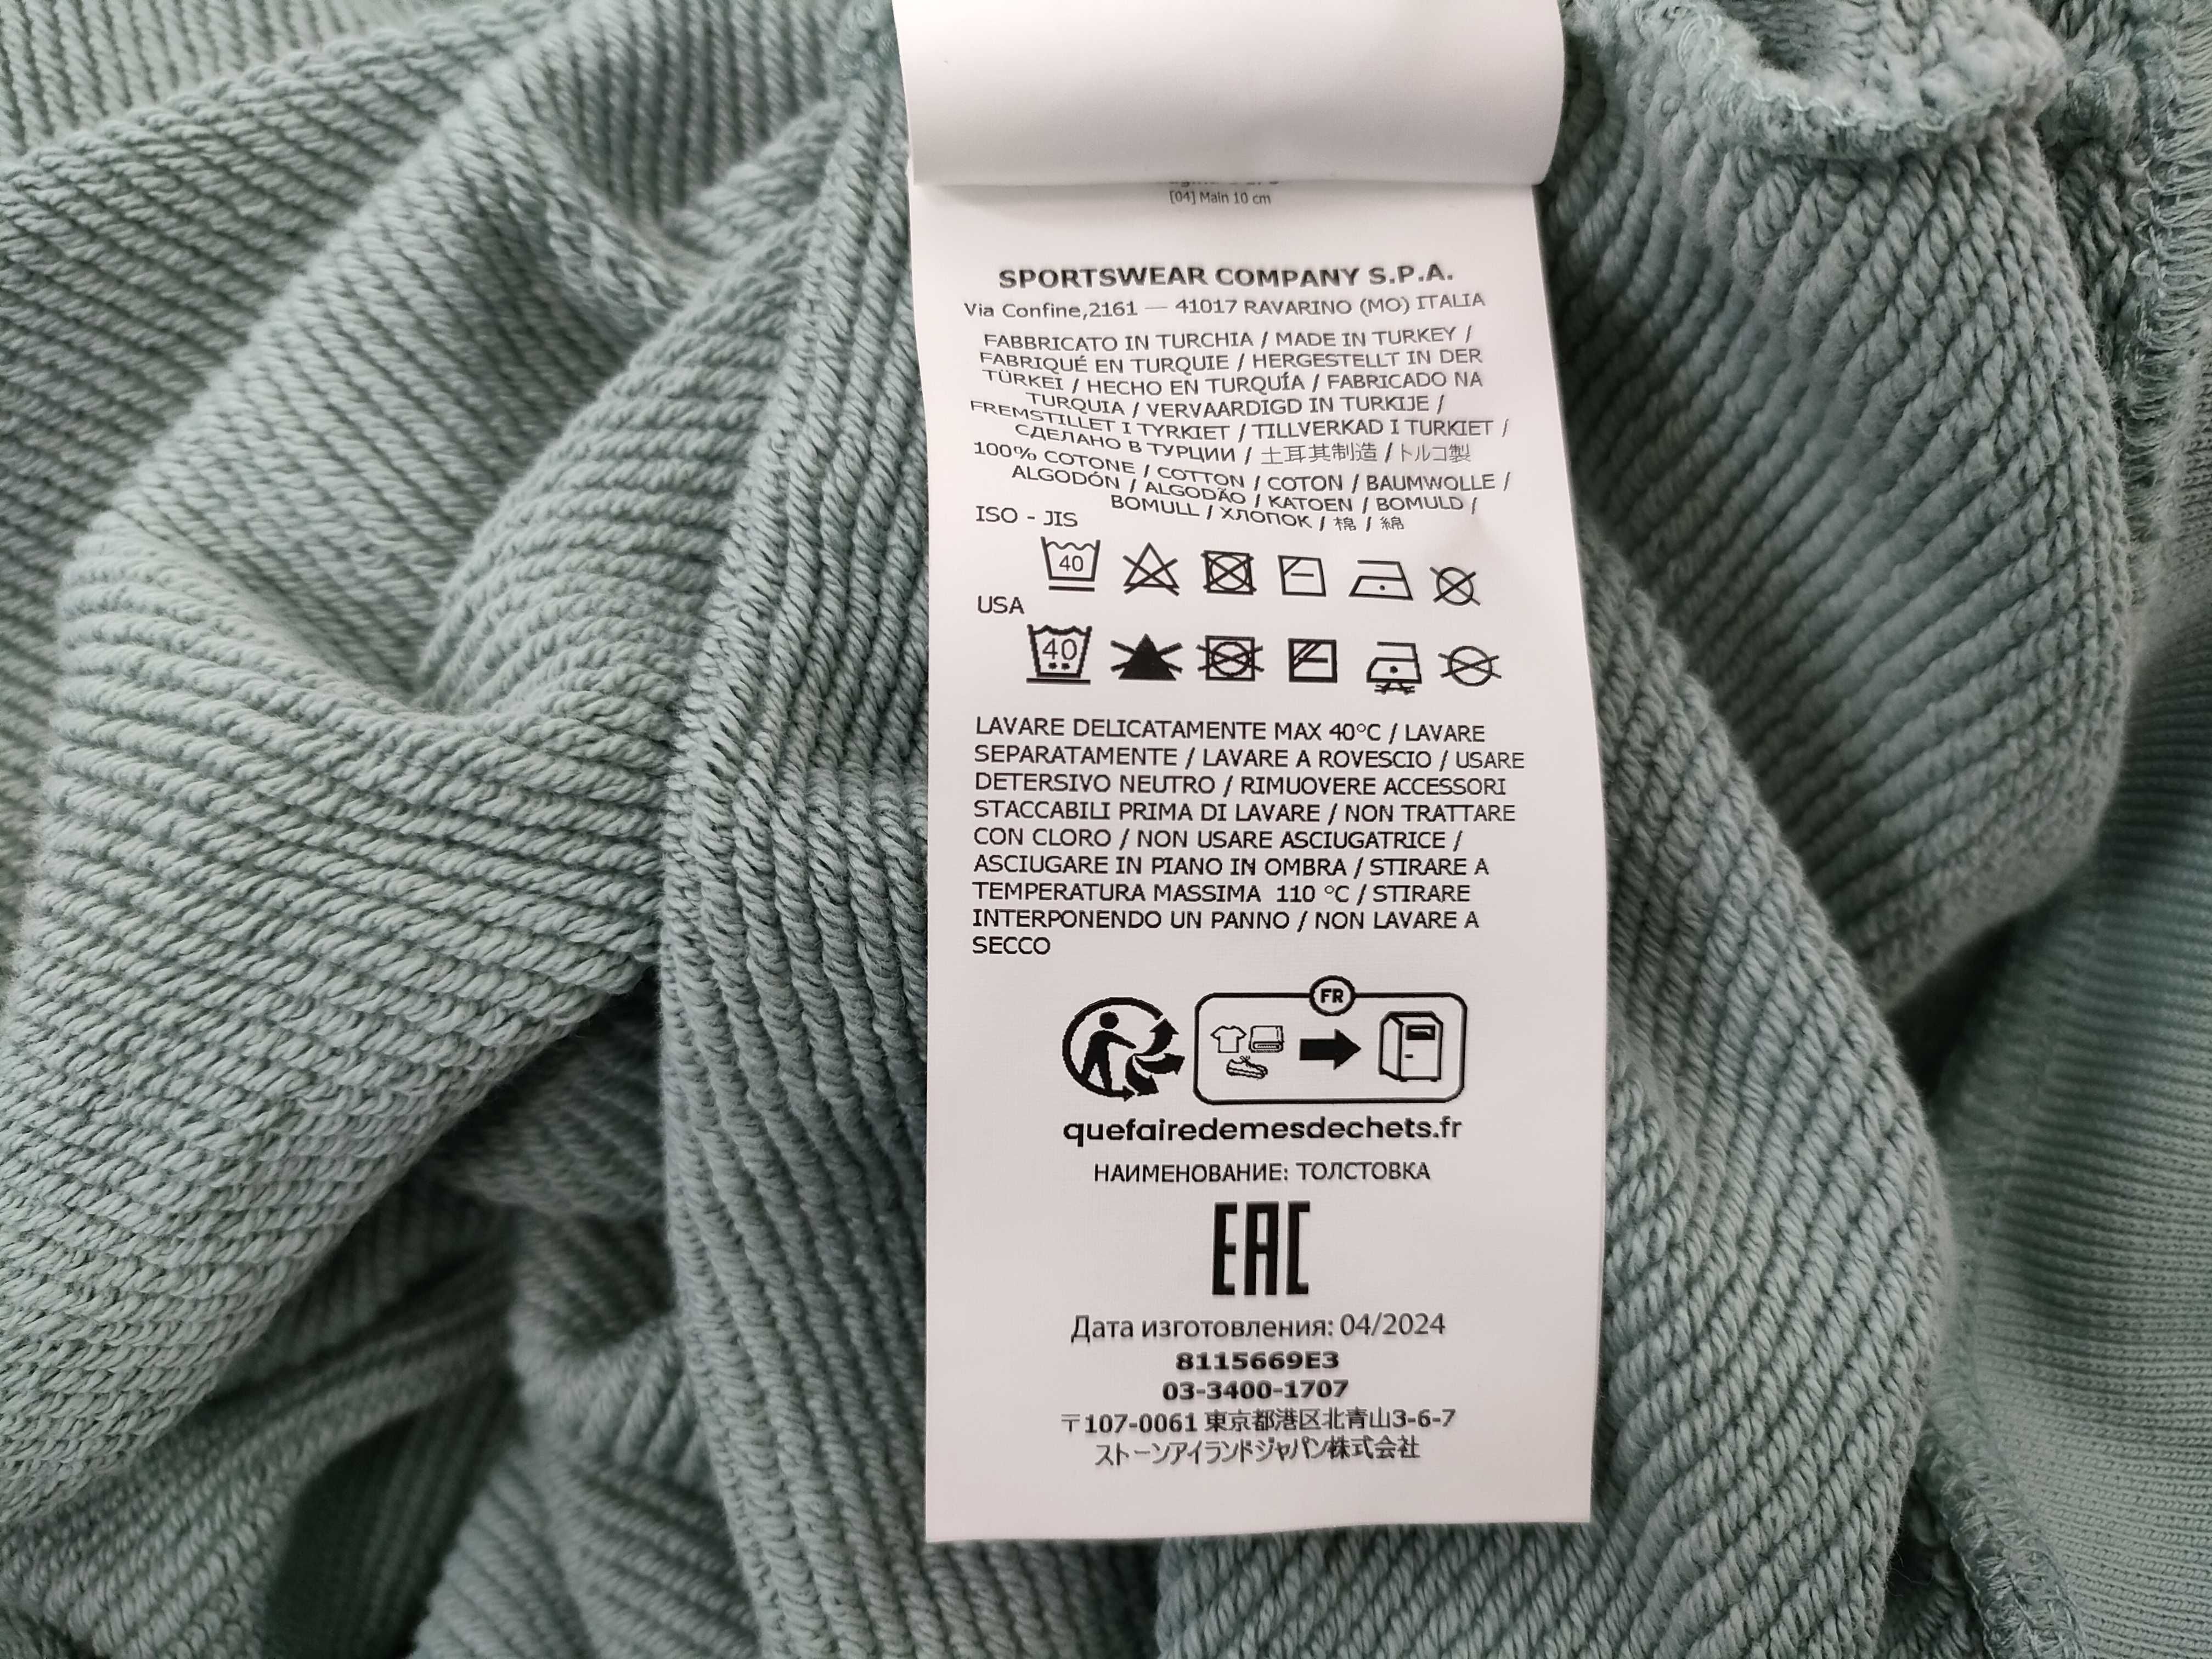 [04] Main 10 cm
SPORTSWEAR COMPANY S.P.A.
Via Confine,2161 — 41017 RAVARINO (MO) ITALIA
FABBRICATO IN TURCHIA / MADE IN TURKEY /
FABRIQUÉ EN TURQUIE / HERGESTELLT IN DER
TÜRKEI / HECHO EN TURQUÍA / FABRICADO NA
TURQUIA / VERVAARDIGD IN TURKIJE /
FREMSTILLET I TYRKIET / TILLVERKAD I TURKIET /
СДЕЛАНО В ТУРЦИИ / 土耳其制造 / トルコ製
100% COTONE / COTTON / COTON / BAUMWOLLE /
ALGODÓN / ALGODÃO / KATOEN / BOMULD /
BOMULL / ХЛОПОК / 棉 / 綿
ISO - JIS
40
USA
40
LAVARE DELICATAMENTE MAX 40°C / LAVARE
SEPARATAMENTE / LAVARE A ROVESCIO / USARE
DETERSIVO NEUTRO / RIMUOVERE ACCESSORI
STACCABILI PRIMA DI LAVARE / NON TRATTARE
CON CLORO / NON USARE ASCIUGATRICE /
ASCIUGARE IN PIANO IN OMBRA / STIRARE A
TEMPERATURA MASSIMA 110 °C / STIRARE
INTERPONENDO UN PANNO / NON LAVARE A
SECCO
FR
quefairedemesdechets.fr
НАИМЕНОВАНИЕ: ТОЛСТОВКА
EAC
Дата изготовления: 04/2024
8115669E3
03-3400-1707
〒107-0061 東京都港区北青山3-6-7
ストーンアイランドジャパン株式会社